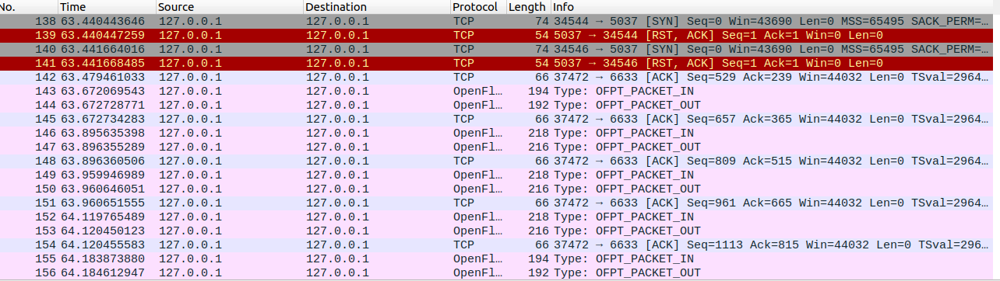 No. Time Source Destination Protocol Length Info
138 63.440443646 127.0.0.1 127.0.0.1 TCP 74 34544 → 5037 [SYN] Seq=0 Win=43690 Len=0 MSS=65495 SACK_PERM=…
139 63.440447259 127.0.0.1 127.0.0.1 TCP 54 5037 → 34544 [RST, ACK] Seq=1 Ack=1 Win=0 Len=0
140 63.441664016 127.0.0.1 127.0.0.1 TCP 74 34546 → 5037 [SYN] Seq=0 Win=43690 Len=0 MSS=65495 SACK_PERM=…
141 63.441668485 127.0.0.1 127.0.0.1 TCP 54 5037 → 34546 [RST, ACK] Seq=1 Ack=1 Win=0 Len=0
142 63.479461033 127.0.0.1 127.0.0.1 TCP 66 37472 → 6633 [ACK] Seq=529 Ack=239 Win=44032 Len=0 TSval=2964…
143 63.672069543 127.0.0.1 127.0.0.1 OpenFl… 194 Type: OFPT_PACKET_IN
144 63.672728771 127.0.0.1 127.0.0.1 OpenFl… 192 Type: OFPT_PACKET_OUT
145 63.672734283 127.0.0.1 127.0.0.1 TCP 66 37472 → 6633 [ACK] Seq=657 Ack=365 Win=44032 Len=0 TSval=2964…
146 63.895635398 127.0.0.1 127.0.0.1 OpenFl… 218 Type: OFPT_PACKET_IN
147 63.896355289 127.0.0.1 127.0.0.1 OpenFl… 216 Type: OFPT_PACKET_OUT
148 63.896360506 127.0.0.1 127.0.0.1 TCP 66 37472 → 6633 [ACK] Seq=809 Ack=515 Win=44032 Len=0 TSval=2964…
149 63.959946989 127.0.0.1 127.0.0.1 OpenFl… 218 Type: OFPT_PACKET_IN
150 63.960646051 127.0.0.1 127.0.0.1 OpenFl… 216 Type: OFPT_PACKET_OUT
151 63.960651555 127.0.0.1 127.0.0.1 TCP 66 37472 → 6633 [ACK] Seq=961 Ack=665 Win=44032 Len=0 TSval=2964…
152 64.119765489 127.0.0.1 127.0.0.1 OpenFl… 218 Type: OFPT_PACKET_IN
153 64.120450123 127.0.0.1 127.0.0.1 OpenFl… 216 Type: OFPT_PACKET_OUT
154 64.120455583 127.0.0.1 127.0.0.1 TCP 66 37472 → 6633 [ACK] Seq=1113 Ack=815 Win=44032 Len=0 TSval=296…
155 64.183873880 127.0.0.1 127.0.0.1 OpenFl… 194 Type: OFPT_PACKET_IN
156 64.184612947 127.0.0.1 127.0.0.1 OpenFl… 192 Type: OFPT_PACKET_OUT